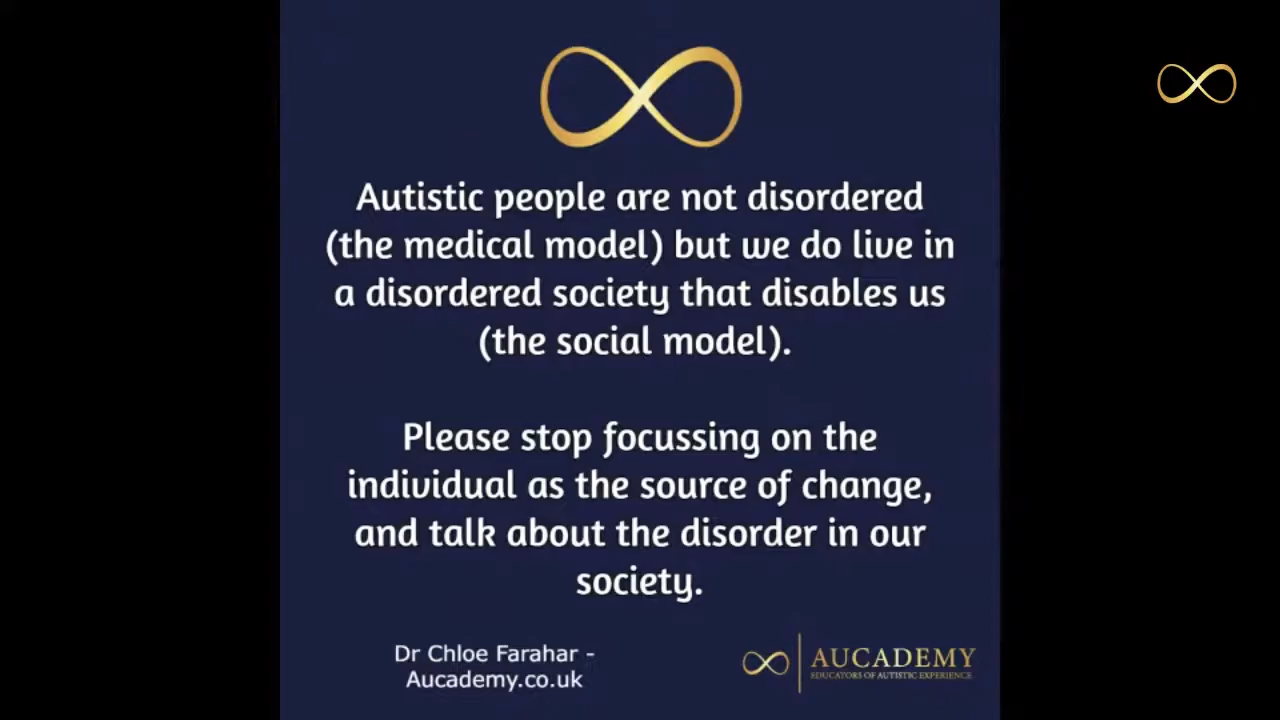 Autistic people are not disordered
(the medical model) but we do live in
a disordered society that disables us
(the social model).
Please stop focussing on the
individual as the source of change,
and talk about the disorder in our
society.
Dr Chloe Farahar -
Aucademy.co.uk
AUCADEMY
EDUCATORS OF AUTISTIC EXPERIENCE